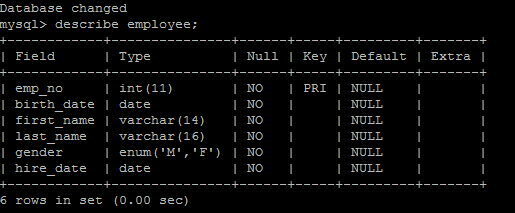 Database changed
mysql> describe employee;
+------------+---------------+------+-----+---------+-------+
| Field      | Type          | Null | Key | Default | Extra |
+------------+---------------+------+-----+---------+-------+
| emp_no     | int(11)       | NO   | PRI | NULL    |       |
| birth_date | date          | NO   |     | NULL    |       |
| first_name | varchar(14)   | NO   |     | NULL    |       |
| last_name  | varchar(16)   | NO   |     | NULL    |       |
| gender     | enum('M','F') | NO   |     | NULL    |       |
| hire_date  | date          | NO   |     | NULL    |       |
+------------+---------------+------+-----+---------+-------+
6 rows in set (0.00 sec)